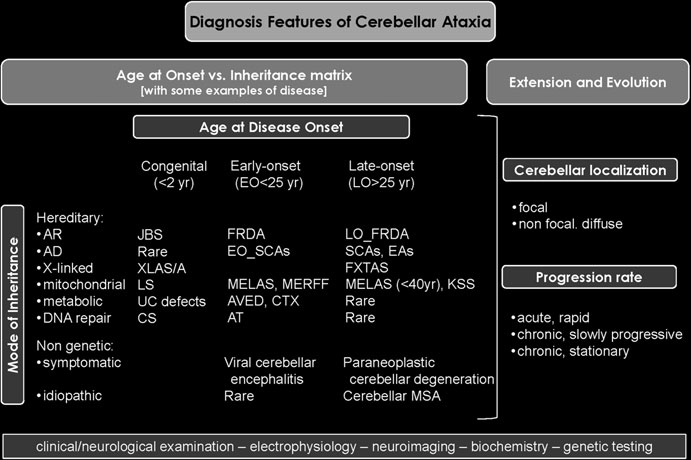 Diagnosis Features of Cerebellar Ataxia
Age at Onset vs. Inheritance matrix
[with some examples of disease]
Extension and Evolution
Age at Disease Onset
Congenital Early-onset Late-onset
(<2 yr) (EO<25 yr) (LO>25 yr)
Mode of Inheritance
Hereditary:
• AR JBS FRDA LO_FRDA
• AD Rare EO_SCAs SCAs, EAs
• X-linked XLAS/A FXTAS
• mitochondrial LS MELAS, MERFF MELAS (<40yr), KSS
• metabolic UC defects AVED, CTX Rare
• DNA repair CS AT Rare
Non genetic:
• symptomatic Viral cerebellar Paraneoplastic
encephalitis cerebellar degeneration
• idiopathic Rare Cerebellar MSA
Cerebellar localization
• focal
• non focal. diffuse
Progression rate
• acute, rapid
• chronic, slowly progressive
• chronic, stationary
clinical/neurological examination – electrophysiology – neuroimaging – biochemistry – genetic testing